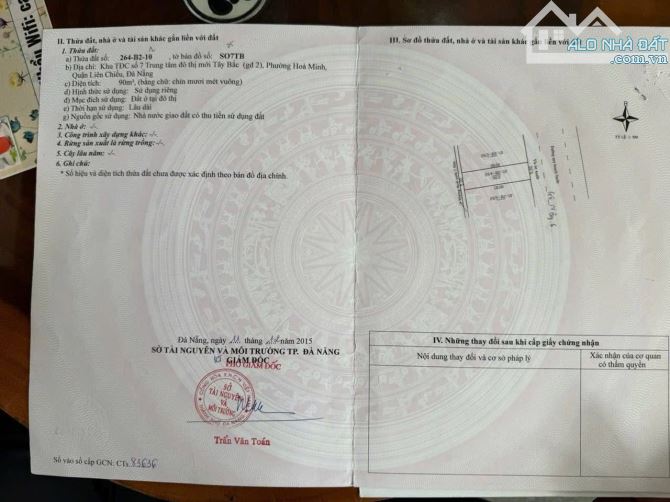 II. Thửa đất, nhà ở và tài sản khác gắn liền với đất
1. Thửa đất:
a) Thửa đất số: 264-B2-10, tờ bản đồ số: SO7TB
b) Địa chỉ: Khu TDC số 7 Trung tâm đô thị mới Tây Bắc (gđ 2), Phường Hoà Minh,
Quận Liên Chiểu, Đà Nẵng
c) Diện tích: 90m², (bằng chữ: chín mươi mét vuông)
d) Hình thức sử dụng: Sử dụng riêng
đ) Mục đích sử dụng: Đất ở tại đô thị
e) Thời hạn sử dụng: Lâu dài
g) Nguồn gốc sử dụng: Nhà nước giao đất có thu tiền sử dụng đất
2. Nhà ở: -/-
3. Công trình xây dựng khác: -/-
4. Rừng sản xuất là rừng trồng: -/-
5. Cây lâu năm: -/-
6. Ghi chú:
* Số hiệu và diện tích thửa đất chưa được xác định theo bản đồ địa chính.
Đà Nẵng, ngày tháng năm 2015
SỞ TÀI NGUYÊN VÀ MÔI TRƯỜNG TP. ĐÀ NẴNG
GIÁM ĐỐC
PHÓ GIÁM ĐỐC
SỞ
TÀI NGUYÊN
VÀ
MÔI TRƯỜNG
Trần Văn Toán
Số vào sổ cấp GCN: CTs 83636
III. Sơ đồ thửa đất, nhà ở và tài sản khác gắn liền với
ALO NHÀ ĐẤT
IV. Những thay đổi sau khi cấp giấy chứng nhận
Nội dung thay đổi và cơ sở pháp lý
Xác nhận của cơ quan
có thẩm quyền